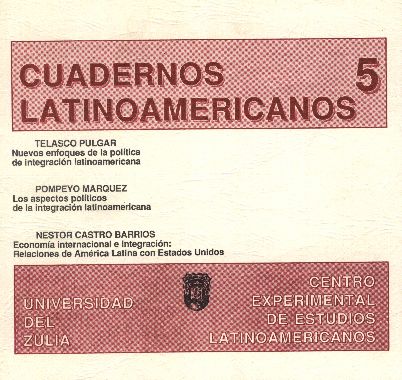 CUADERNOS
LATINOAMERICANOS
5
TELASCO PULGAR
Nuevos enfoques de la política
de integración latinoamericana
POMPEYO MARQUEZ
Los aspectos políticos
de la integración latinoamericana
NESTOR CASTRO BARRIOS
Economía internacional e integración:
Relaciones de América Latina con Estados Unidos
UNIVERSIDAD
DEL
ZULIA
CENTRO
EXPERIMENTAL
DE ESTUDIOS
LATINOAMERICANOS